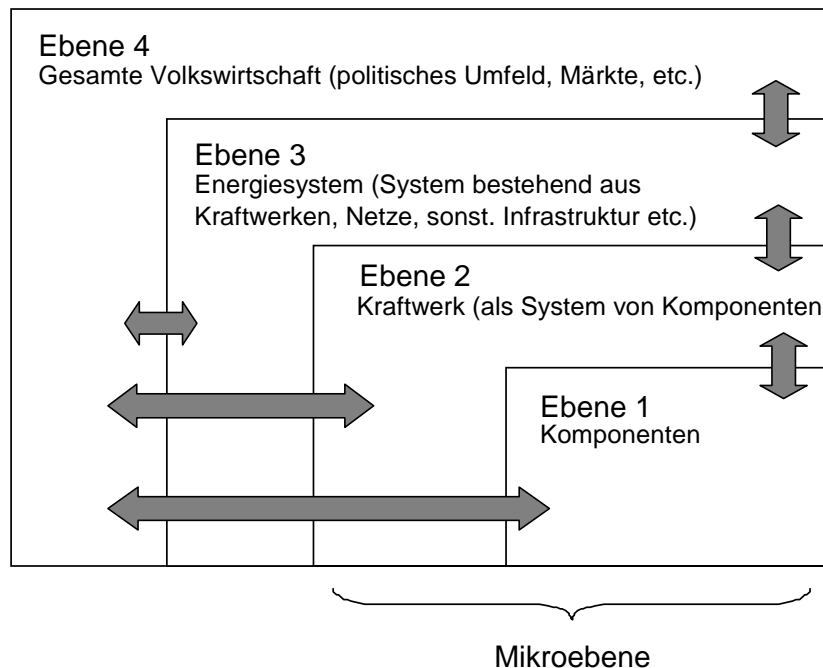 Ebene 4
Gesamte Volkswirtschaft (politisches Umfeld, Märkte, etc.)
Ebene 3
Energiesystem (System bestehend aus
Kraftwerken, Netze, sonst. Infrastruktur etc.)
Ebene 2
Kraftwerk (als System von Komponenten
Ebene 1
Komponenten
Mikroebene